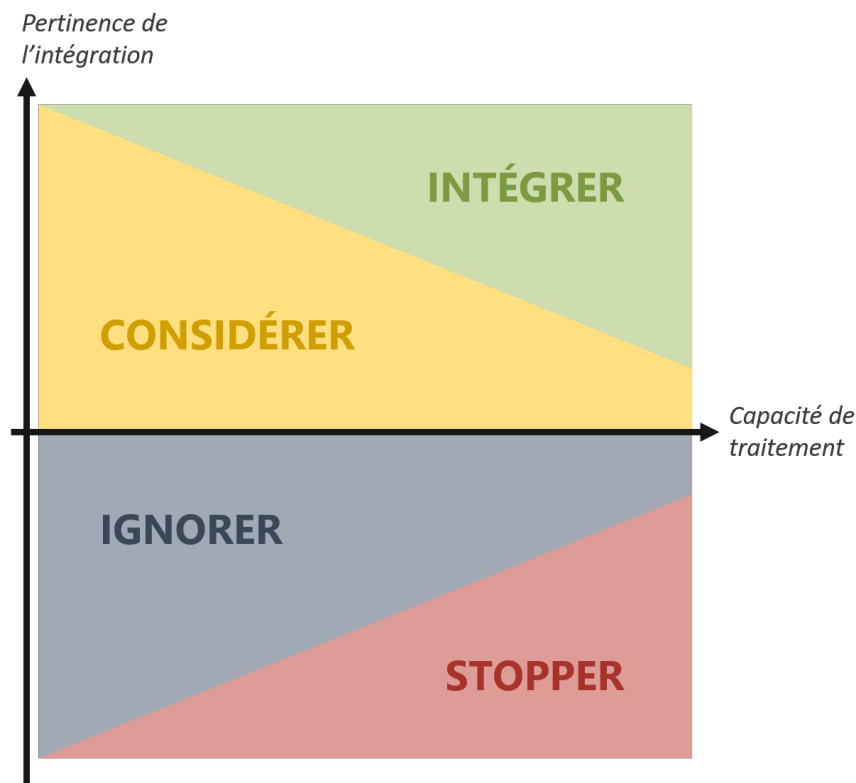 Pertinence de
l’intégration
INTÉGRER
CONSIDÉRER
Capacité de
traitement
IGNORER
STOPPER